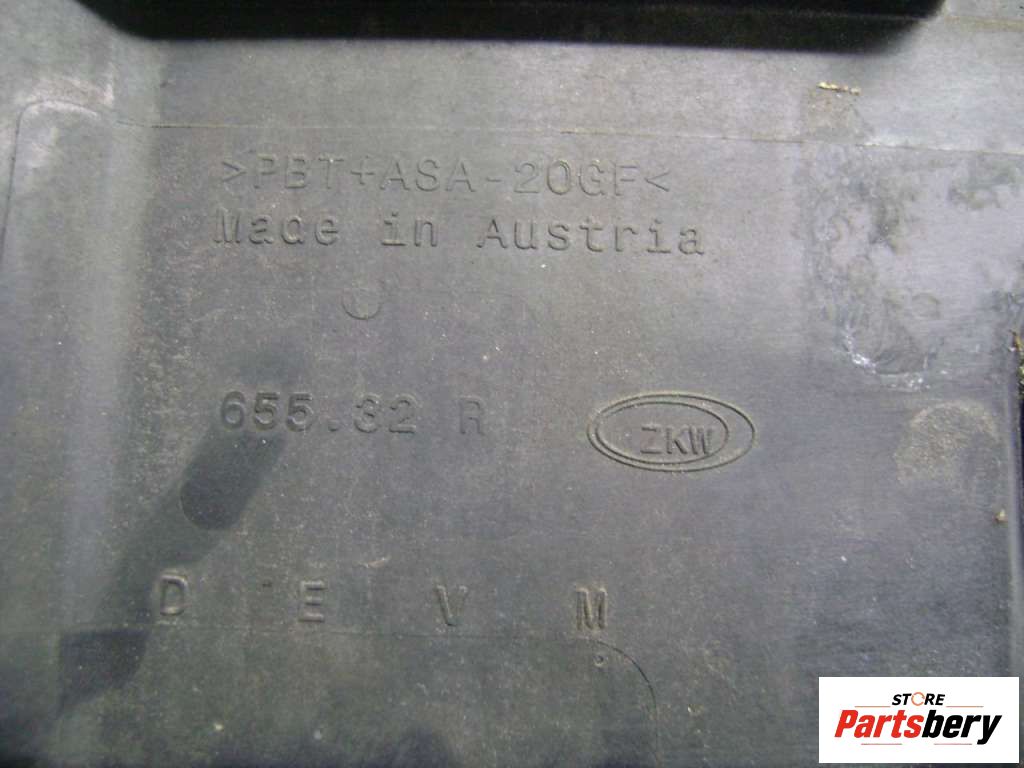 >PBT+ASA-20GF<
Made in Austria
655.32 R
ZKW
D E V M
STORE
Partsbery